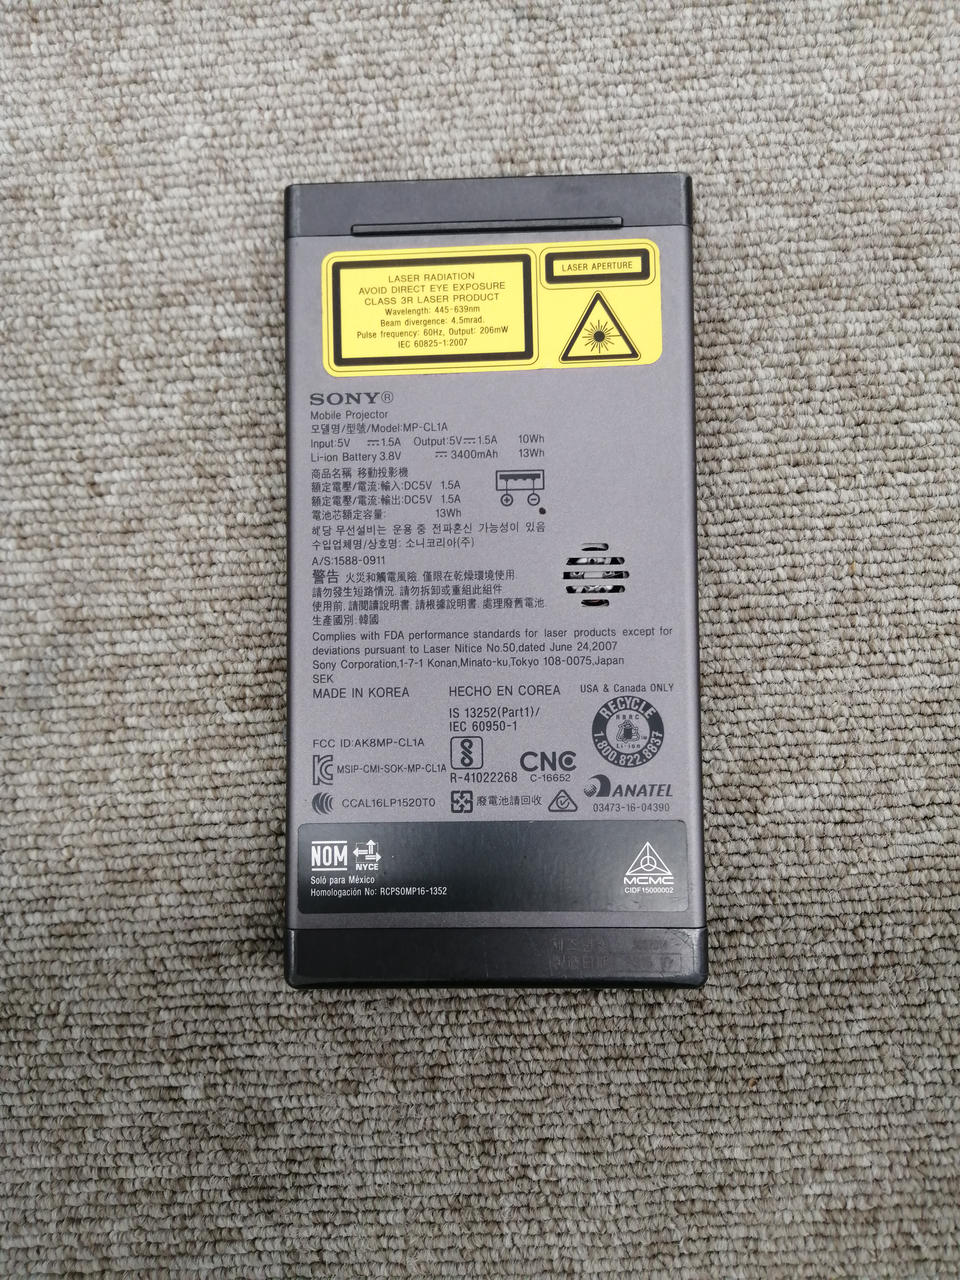 LASER RADIATION
AVOID DIRECT EYE EXPOSURE
CLASS 3R LASER PRODUCT
Wavelength: 445-639nm
Beam divergence: 4.5mrad.
Pulse frequency: 60Hz, Output: 206mW
IEC 60825-1:2007
LASER APERTURE
SONY®
Mobile Projector
모델명/型號/Model:MP-CL1A
Input:5V ⎓1.5A Output:5V⎓1.5A 10Wh
Li-ion Battery 3.8V ⎓3400mAh 13Wh
商品名稱 移動投影機
額定電壓/電流:輸入:DC5V 1.5A
額定電壓/電流:輸出:DC5V 1.5A
電池芯額定容量: 13Wh
해당 무선설비는 운용 중 전파혼신 가능성이 있음
수입업체명/상호명: 소니코리아(주)
A/S:1588-0911
警告 火災和觸電風險. 僅限在乾燥環境使用
請勿發生短路情況. 請勿拆卸或重組此組件
使用前, 請閱讀說明書. 請根據說明書. 處理廢舊電池.
生產國別:韓國
Complies with FDA performance standards for laser products except for
deviations pursuant to Laser Nitice No.50,dated June 24,2007
Sony Corporation,1-7-1 Konan,Minato-ku,Tokyo 108-0075,Japan
SEK
MADE IN KOREA HECHO EN COREA USA & Canada ONLY
IS 13252(Part1)/
IEC 60950-1
RECYCLE
RBRC
Li-ion
1.800.822.8837
FCC ID:AK8MP-CL1A
MSIP-CMI-SOK-MP-CL1A
R-41022268
CNC
C-16652
ANATEL
03473-16-04390
CCAL16LP1520T0
廢電池請回收
NOM
NYCE
Soló para México
Homologación No: RCPSOMP16-1352
MCMC
CIDF15000002